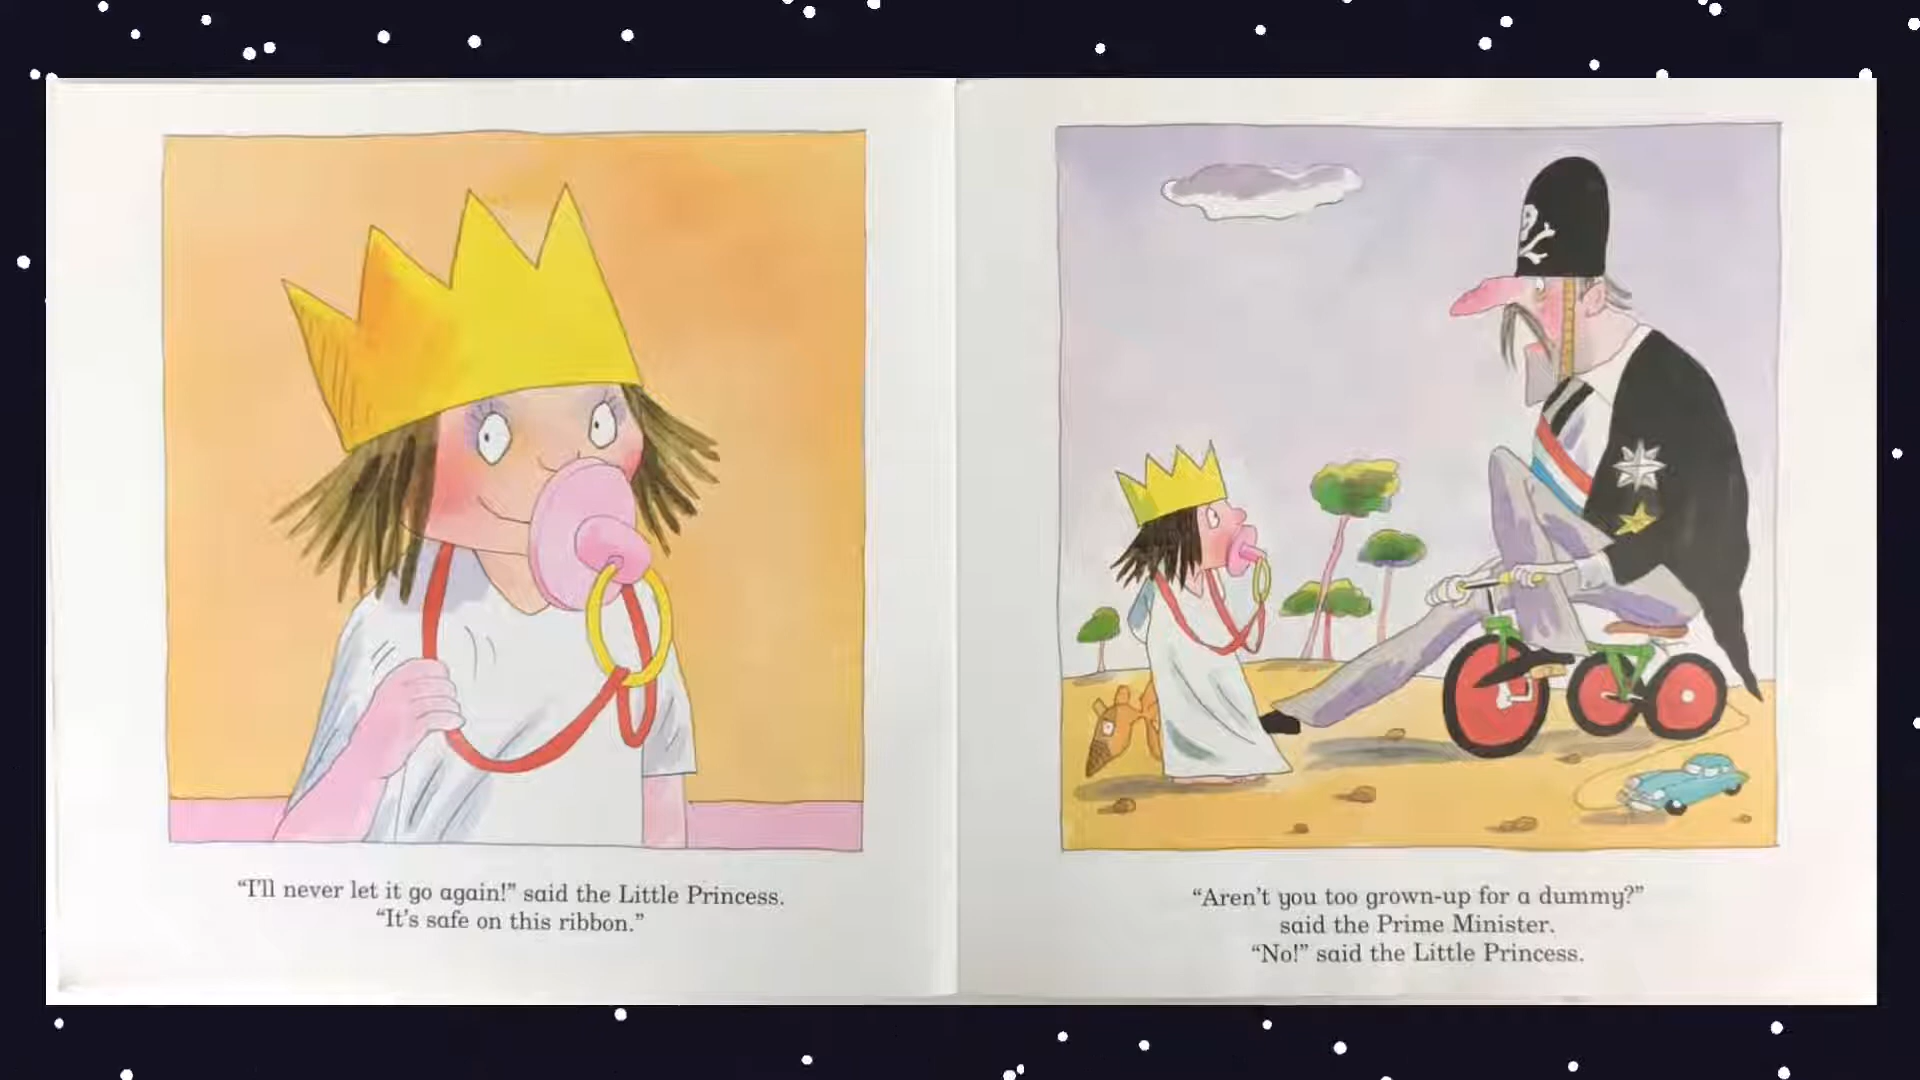 “I’ll never let it go again!” said the Little Princess.
“It’s safe on this ribbon.”
“Aren’t you too grown-up for a dummy?”
said the Prime Minister.
“No!” said the Little Princess.